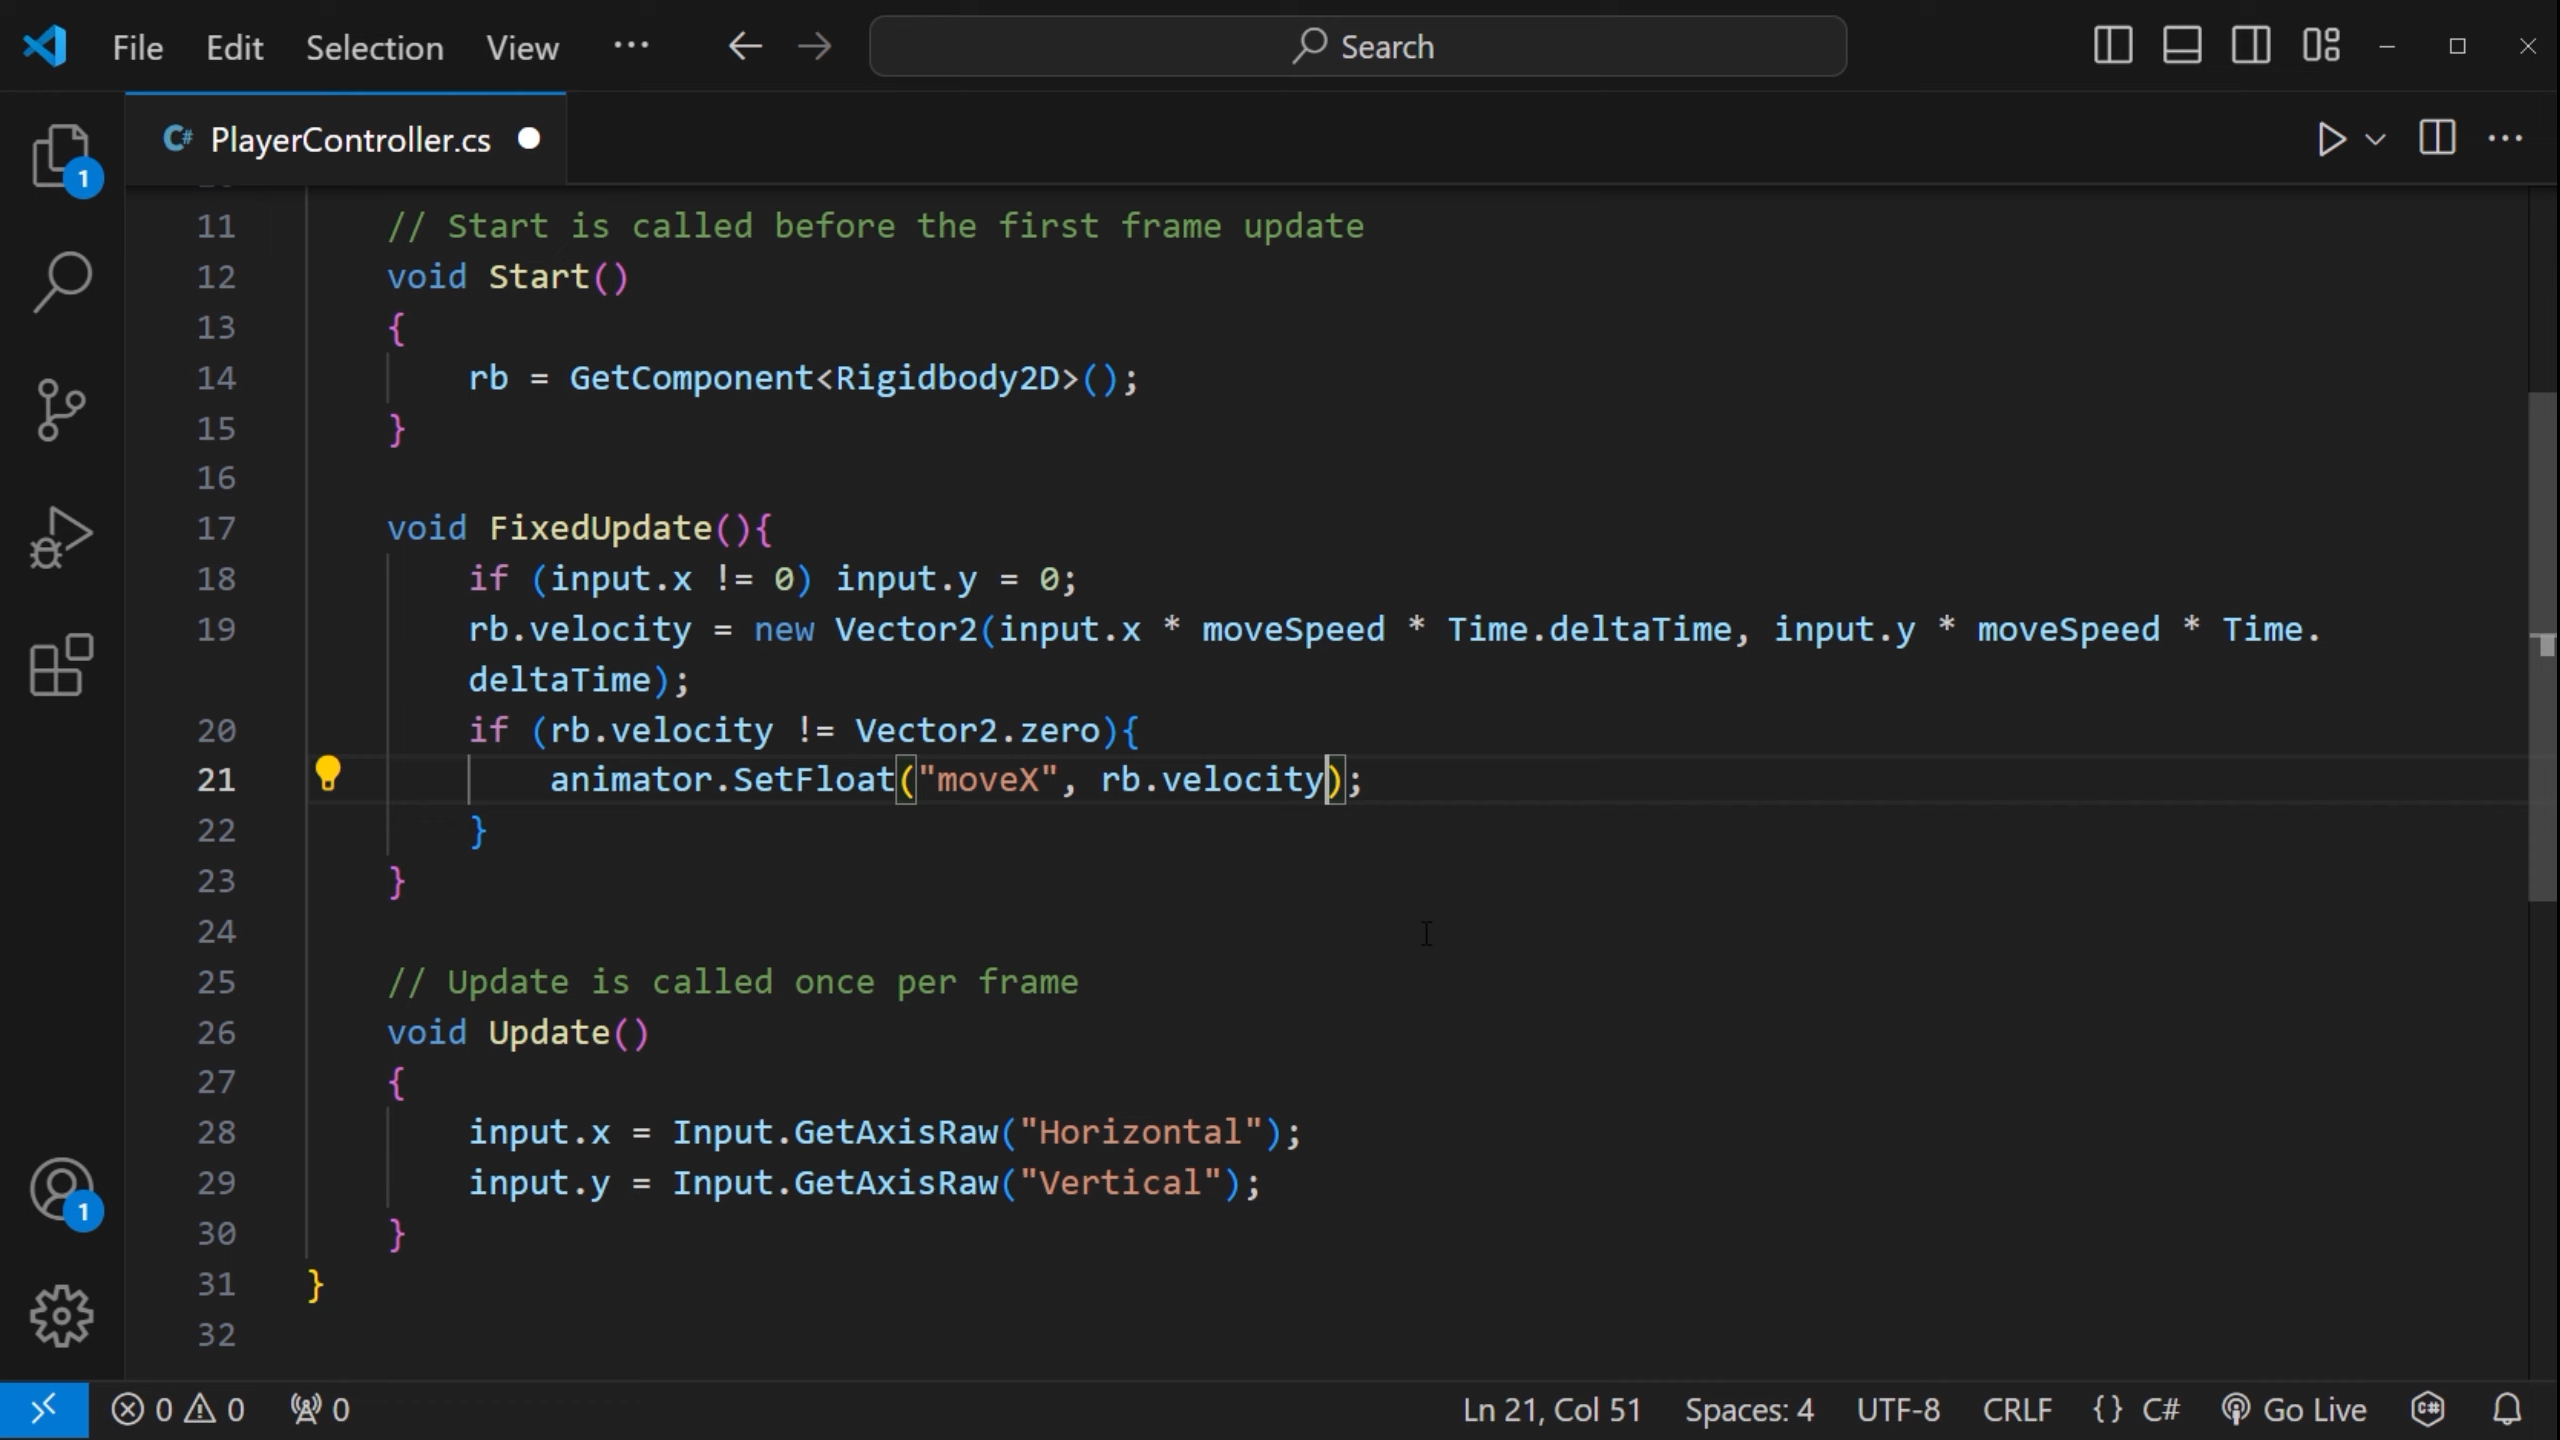 File Edit Selection View ··· Search
1
C# PlayerController.cs
11 // Start is called before the first frame update
12 void Start()
13 {
14 rb = GetComponent<Rigidbody2D>();
15 }
16
17 void FixedUpdate(){
18 if (input.x != 0) input.y = 0;
19 rb.velocity = new Vector2(input.x * moveSpeed * Time.deltaTime, input.y * moveSpeed * Time.
deltaTime);
20 if (rb.velocity != Vector2.zero){
21 animator.SetFloat("moveX", rb.velocity);
22 }
23 }
24
25 // Update is called once per frame
26 void Update()
27 {
28 input.x = Input.GetAxisRaw("Horizontal");
29 input.y = Input.GetAxisRaw("Vertical");
30 }
31 }
32
1
0 0 0 Ln 21, Col 51 Spaces: 4 UTF-8 CRLF {} C# Go Live C#